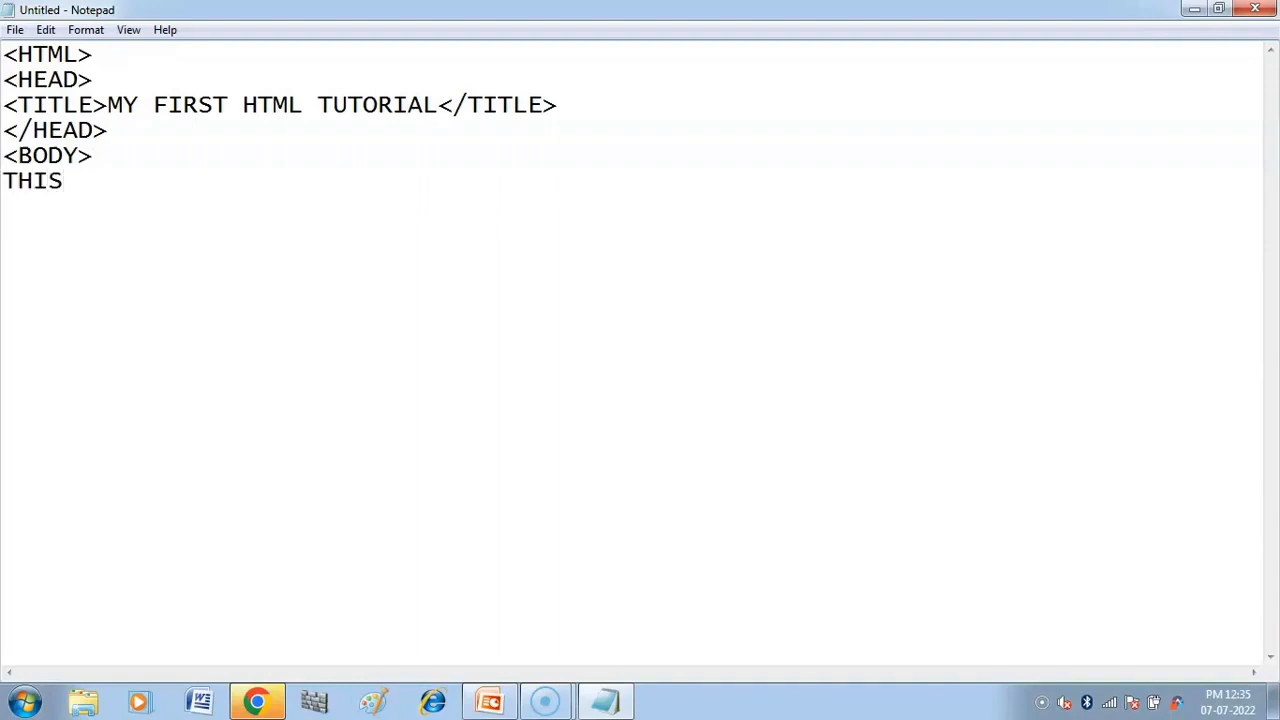 Untitled - Notepad
File Edit Format View Help
<HTML>
<HEAD>
<TITLE>MY FIRST HTML TUTORIAL</TITLE>
</HEAD>
<BODY>
THIS
PM 12:35
07-07-2022